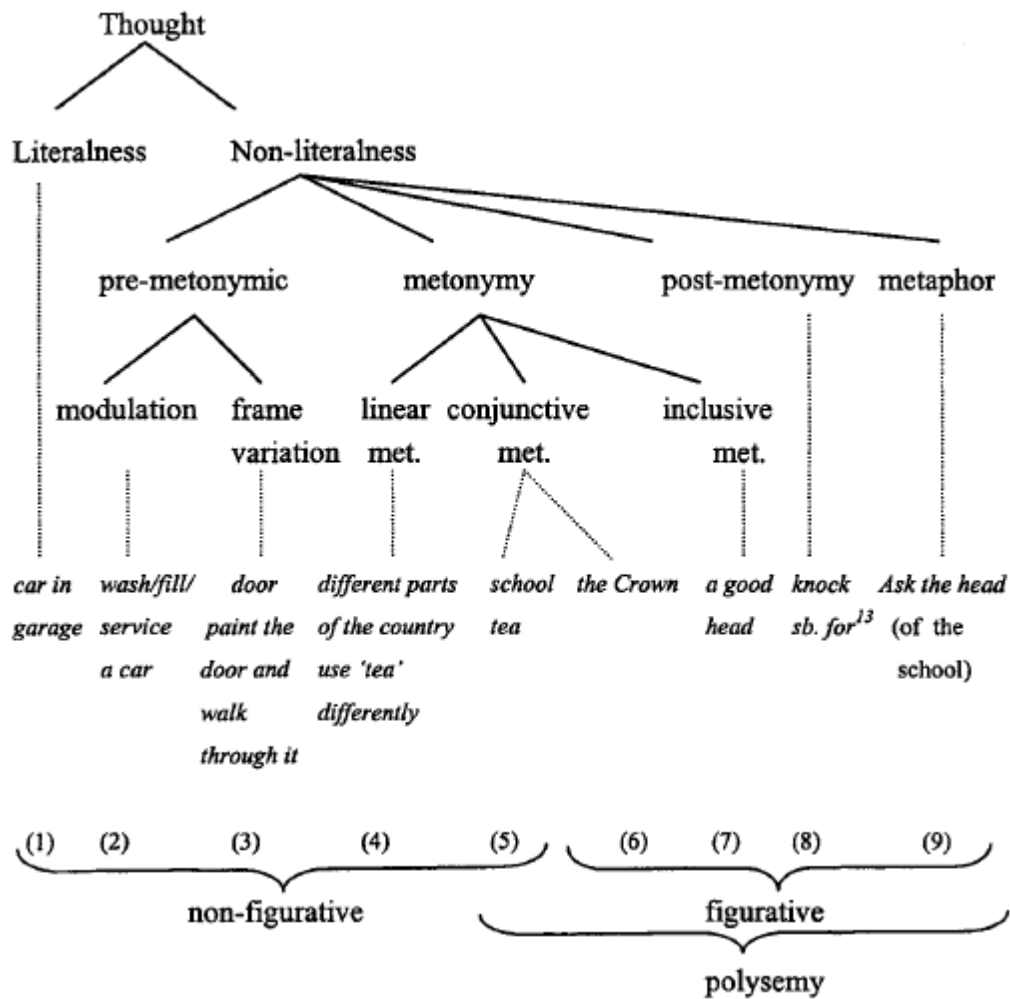 Thought
Literalness Non-literalness
pre-metonymic metonymy post-metonymy metaphor
modulation frame linear conjunctive inclusive
variation met. met. met.
car in wash/fill/ door different parts school the Crown a good knock Ask the head
garage service paint the of the country tea head sb. for13 (of the
a car door and use 'tea' school)
walk differently
through it
(1) (2) (3) (4) (5) (6) (7) (8) (9)
non-figurative figurative
polysemy